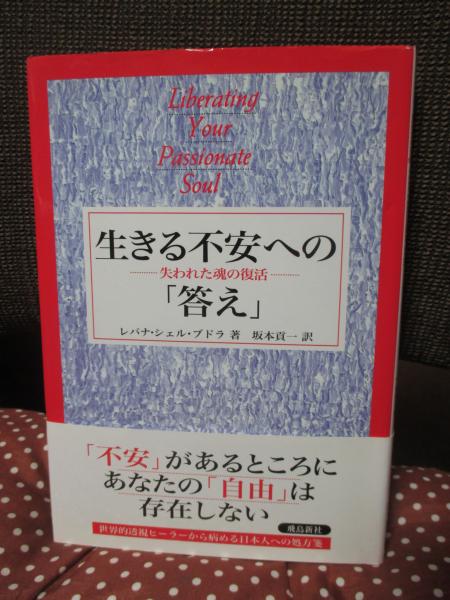 Liberating
Your
Passionate
Soul
生きる不安への
失われた魂の復活
「答え」
レバナ・シェル・ブドラ 著 坂本貢一 訳
「不安」があるところに
あなたの「自由」は
存在しない
飛鳥新社
世界的透視ヒーラーから病める日本人への処方箋